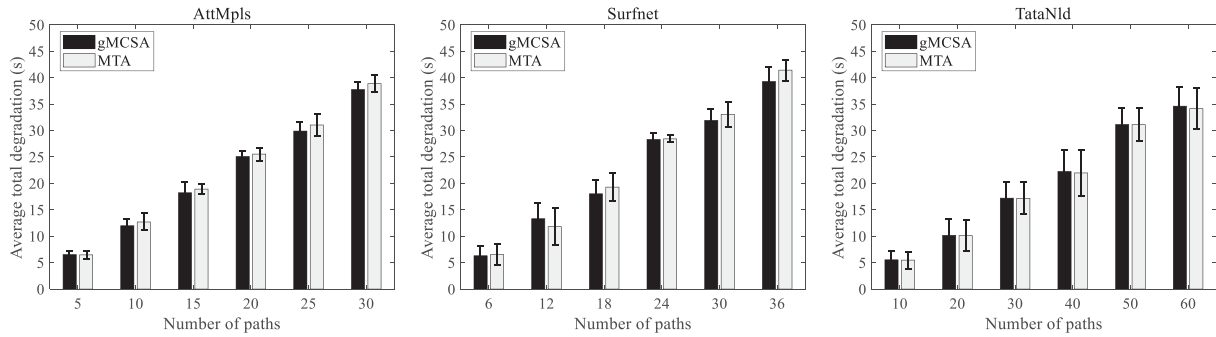 AttMpls
Average total degradation (s)
50
45
40
35
30
25
20
15
10
5
0
gMCSA
MTA
5 10 15 20 25 30
Number of paths
Surfnet
Average total degradation (s)
50
45
40
35
30
25
20
15
10
5
0
gMCSA
MTA
6 12 18 24 30 36
Number of paths
TataNld
Average total degradation (s)
50
45
40
35
30
25
20
15
10
5
0
gMCSA
MTA
10 20 30 40 50 60
Number of paths